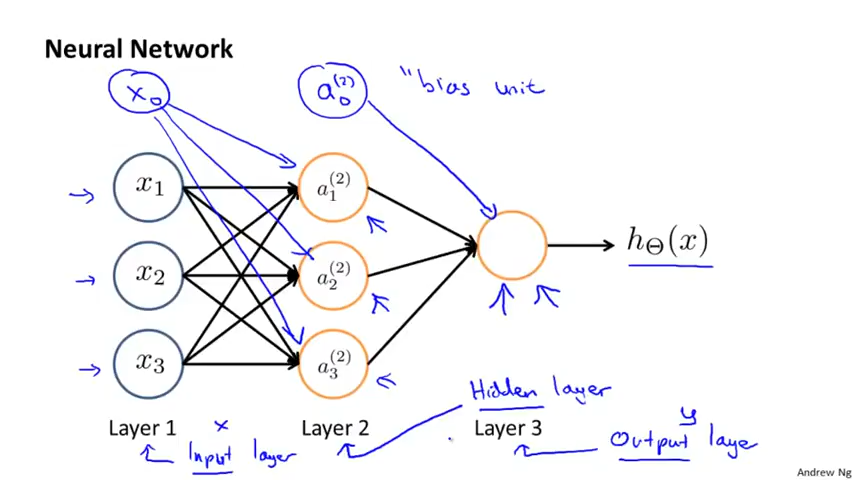 Neural Network
x₀ a₀⁽²⁾ "bias unit
x₁ a₁⁽²⁾
h_Θ(x)
x₂ a₂⁽²⁾
x₃ a₃⁽²⁾
Hidden layer
Layer 1 x Layer 2 Layer 3 y
Input layer Output layer
Andrew Ng